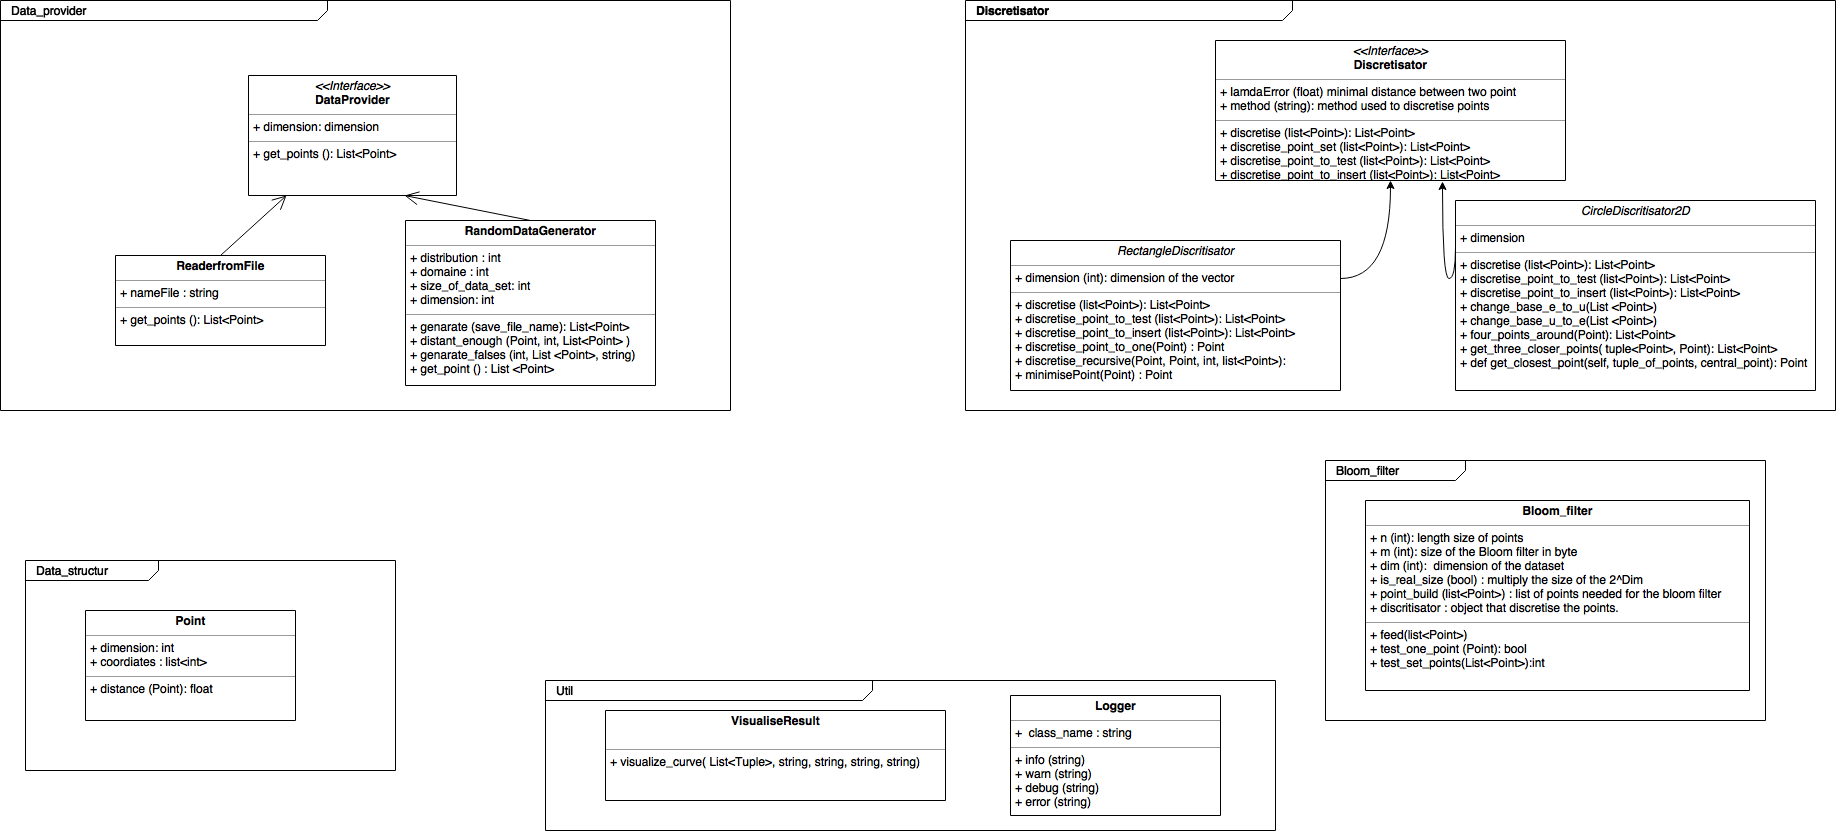 Data_provider
<<Interface>>
DataProvider
+ dimension: dimension
+ get_points (): List<Point>
ReaderfromFile
+ nameFile : string
+ get_points (): List<Point>
RandomDataGenerator
+ distribution : int
+ domaine : int
+ size_of_data_set: int
+ dimension: int
+ genarate (save_file_name): List<Point>
+ distant_enough (Point, int, List<Point> )
+ genarate_falses (int, List <Point>, string)
+ get_point () : List <Point>
Discretisator
<<Interface>>
Discretisator
+ lamdaError (float) minimal distance between two point
+ method (string): method used to discretise points
+ discretise (list<Point>): List<Point>
+ discretise_point_set (list<Point>): List<Point>
+ discretise_point_to_test (list<Point>): List<Point>
+ discretise_point_to_insert (list<Point>): List<Point>
RectangleDiscritisator
+ dimension (int): dimension of the vector
+ discretise (list<Point>): List<Point>
+ discretise_point_to_test (list<Point>): List<Point>
+ discretise_point_to_insert (list<Point>): List<Point>
+ discretise_point_to_one(Point) : Point
+ discretise_recursive(Point, Point, int, list<Point>):
+ minimisePoint(Point) : Point
CircleDiscritisator2D
+ dimension
+ discretise (list<Point>): List<Point>
+ discretise_point_to_test (list<Point>): List<Point>
+ discretise_point_to_insert (list<Point>): List<Point>
+ change_base_e_to_u(List <Point>)
+ change_base_u_to_e(List <Point>)
+ four_points_around(Point): List<Point>
+ get_three_closer_points( tuple<Point>, Point): List<Point>
+ def get_closest_point(self, tuple_of_points, central_point): Point
Bloom_filter
Bloom_filter
+ n (int): length size of points
+ m (int): size of the Bloom filter in byte
+ dim (int):  dimension of the dataset
+ is_real_size (bool) : multiply the size of the 2^Dim
+ point_build (list<Point>) : list of points needed for the bloom filter
+ discritisator : object that discretise the points.
+ feed(list<Point>)
+ test_one_point (Point): bool
+ test_set_points(List<Point>):int
Data_structur
Point
+ dimension: int
+ coordiates : list<int>
+ distance (Point): float
Util
VisualiseResult
+ visualize_curve( List<Tuple>, string, string, string, string)
Logger
+  class_name : string
+ info (string)
+ warn (string)
+ debug (string)
+ error (string)